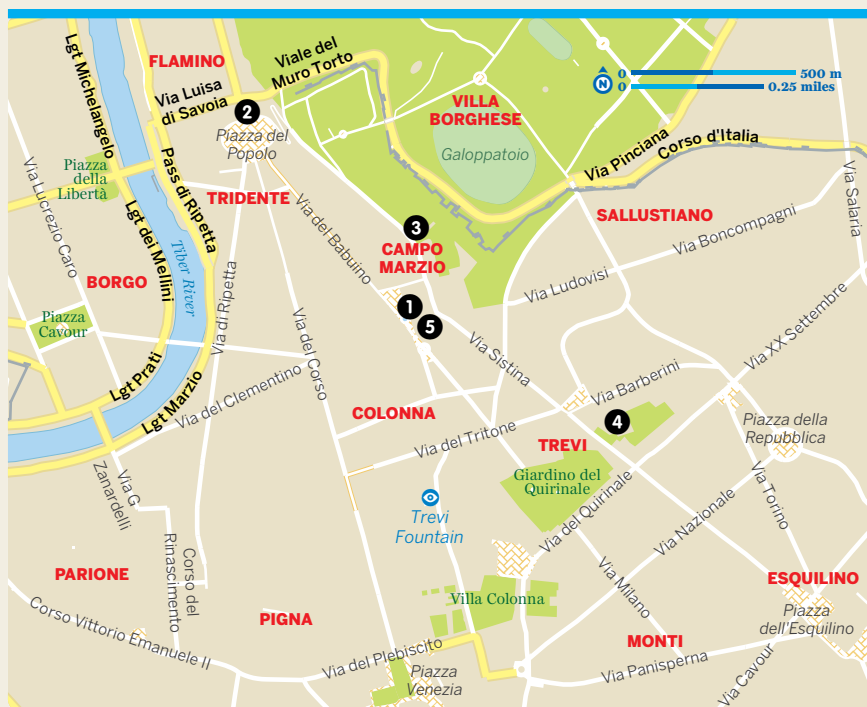 FLAMINO
Viale del
Muro Torto
Lgt Michelangelo
Via Luisa
di Savoia
2
Piazza del
Popolo
VILLA
BORGHESE
Galoppatoio
N
0
500 m
0
0.25 miles
Via Pinciana
Corso d'Italia
Via Salaria
Piazza
della
Libertà
Via Lucrezio Caro
Pass di Ripetta
TRIDENTE
Via del Babuino
3
CAMPO
MARZIO
SALLUSTIANO
Via Boncompagni
Lgt dei Mellini
Tiber River
BORGO
Via di Ripetta
Via Ludovisi
Piazza
Cavour
1
5
Via Sistina
Via XX Settembre
Via del Corso
Lgt Prati
Lgt Marzio
Via del Clementino
COLONNA
Via Barberini
4
Via del Tritone
TREVI
Piazza della
Repubblica
Via G
Zanardelli
Giardino del
Quirinale
Trevi
Fountain
Via del Quirinale
Via Nazionale
Via Torino
PARIONE
Corso del
Rinascimento
Villa Colonna
Via Milano
ESQUILINO
Piazza
dell'Esquilino
PIGNA
Corso Vittorio Emanuele II
Via del Plebiscito
MONTI
Piazza
Venezia
Via Panisperna
Via Cavour